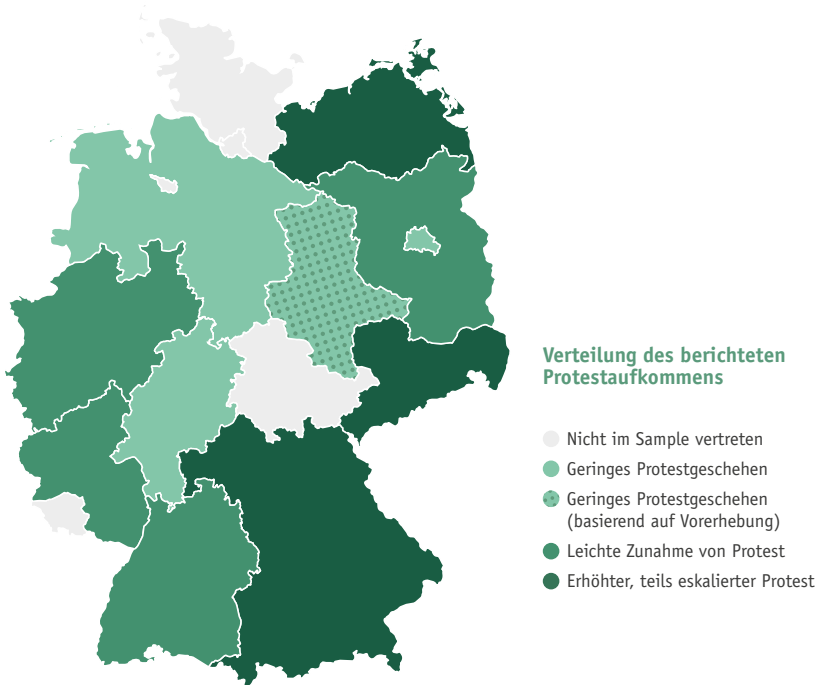 Verteilung des berichteten
Protestaufkommens
Nicht im Sample vertreten
Geringes Protestgeschehen
Geringes Protestgeschehen
(basierend auf Vorerhebung)
Leichte Zunahme von Protest
Erhöhter, teils eskalierter Protest